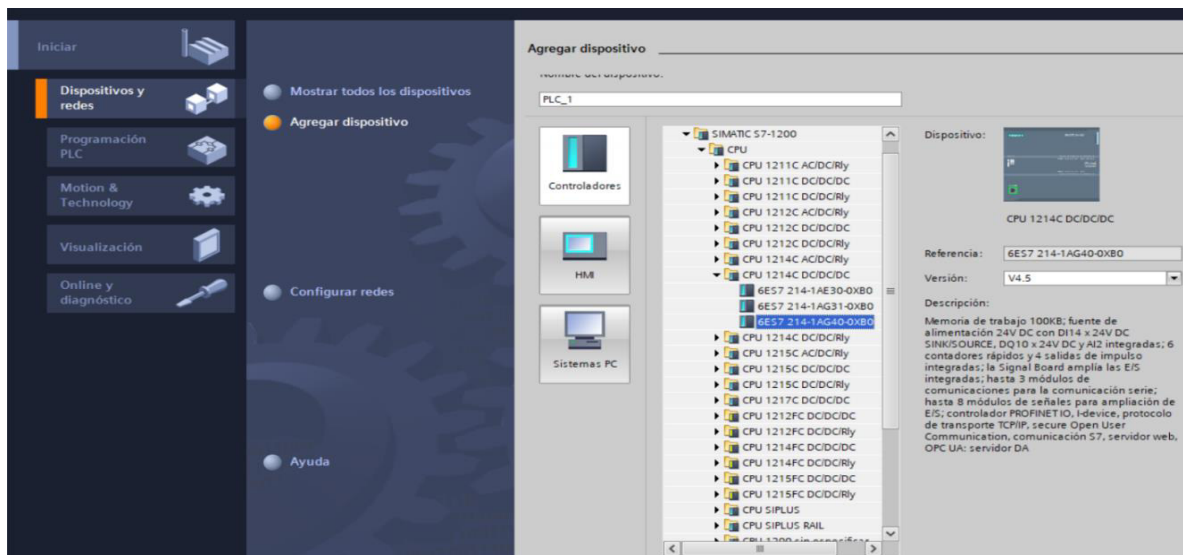 Iniciar
Dispositivos y
redes
Programación
PLC
Motion &
Technology
Visualización
Online y
diagnóstico
Mostrar todos los dispositivos
Agregar dispositivo
Configurar redes
Ayuda
Agregar dispositivo
Nombre del dispositivo:
PLC_1
Controladores
HMI
Sistemas PC
SIMATIC S7-1200
CPU
CPU 1211C AC/DC/Rly
CPU 1211C DC/DC/DC
CPU 1211C DC/DC/Rly
CPU 1212C AC/DC/Rly
CPU 1212C DC/DC/DC
CPU 1212C DC/DC/Rly
CPU 1214C AC/DC/Rly
CPU 1214C DC/DC/DC
6ES7 214-1AE30-0XB0
6ES7 214-1AG31-0XB0
6ES7 214-1AG40-0XB0
CPU 1214C DC/DC/Rly
CPU 1215C AC/DC/Rly
CPU 1215C DC/DC/DC
CPU 1215C DC/DC/Rly
CPU 1217C DC/DC/DC
CPU 1212FC DC/DC/DC
CPU 1212FC DC/DC/Rly
CPU 1214FC DC/DC/DC
CPU 1214FC DC/DC/Rly
CPU 1215FC DC/DC/DC
CPU 1215FC DC/DC/Rly
CPU SIPLUS
CPU SIPLUS RAIL
CPU 1200 sin especificar
Dispositivo:
CPU 1214C DC/DC/DC
Referencia:
6ES7 214-1AG40-0XB0
Versión:
V4.5
Descripción:
Memoria de trabajo 100KB; fuente de
alimentación 24V DC con DI14 x 24V DC
SINK/SOURCE, DQ10 x 24V DC y AI2 integradas; 6
contadores rápidos y 4 salidas de impulso
integradas; la Signal Board amplía las E/S
integradas; hasta 3 módulos de
comunicaciones para la comunicación serie;
hasta 8 módulos de señales para ampliación de
E/S; controlador PROFINET IO, I-device, protocolo
de transporte TCP/IP, secure Open User
Communication, comunicación S7, servidor web,
OPC UA: servidor DA